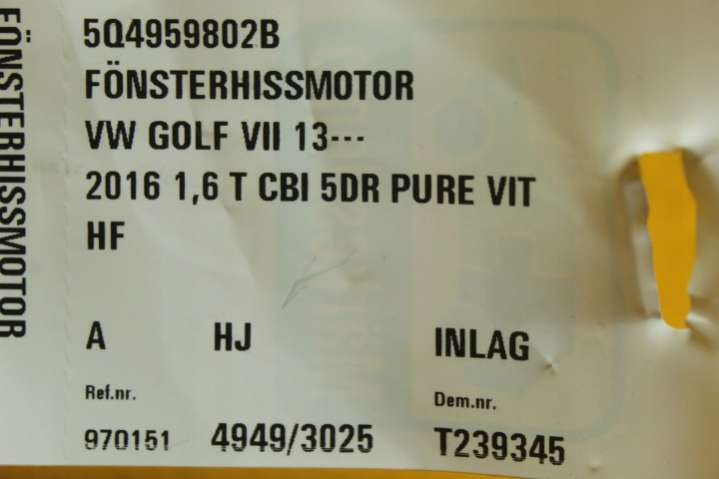 FÖNSTERHISSMOTOR
5Q4959802B
FÖNSTERHISSMOTOR
VW GOLF VII 13---
2016 1,6 T CBI 5DR PURE VIT
HF
A HJ INLAG
Ref.nr. Dem.nr.
970151 4949/3025 T239345